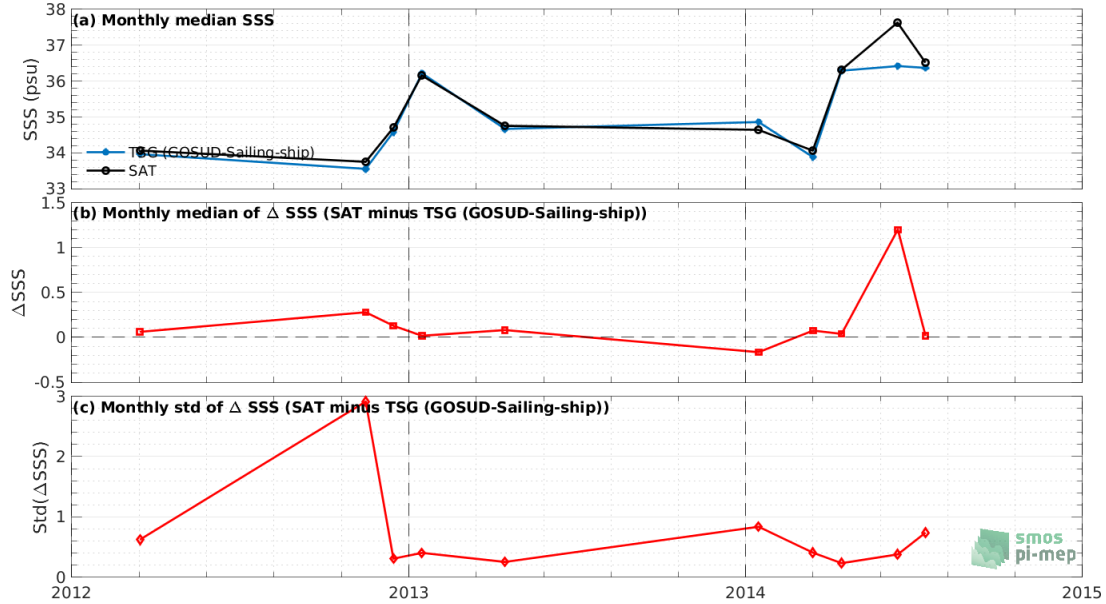 (a) Monthly median SSS
38
37
36
35
34
33
SSS (psu)
TSG (GOSUD-Sailing-ship)
SAT
(b) Monthly median of Δ SSS (SAT minus TSG (GOSUD-Sailing-ship))
1.5
1
0.5
0
-0.5
ΔSSS
(c) Monthly std of Δ SSS (SAT minus TSG (GOSUD-Sailing-ship))
3
2
1
0
Std(ΔSSS)
smos
pi-mep
2012
2013
2014
2015